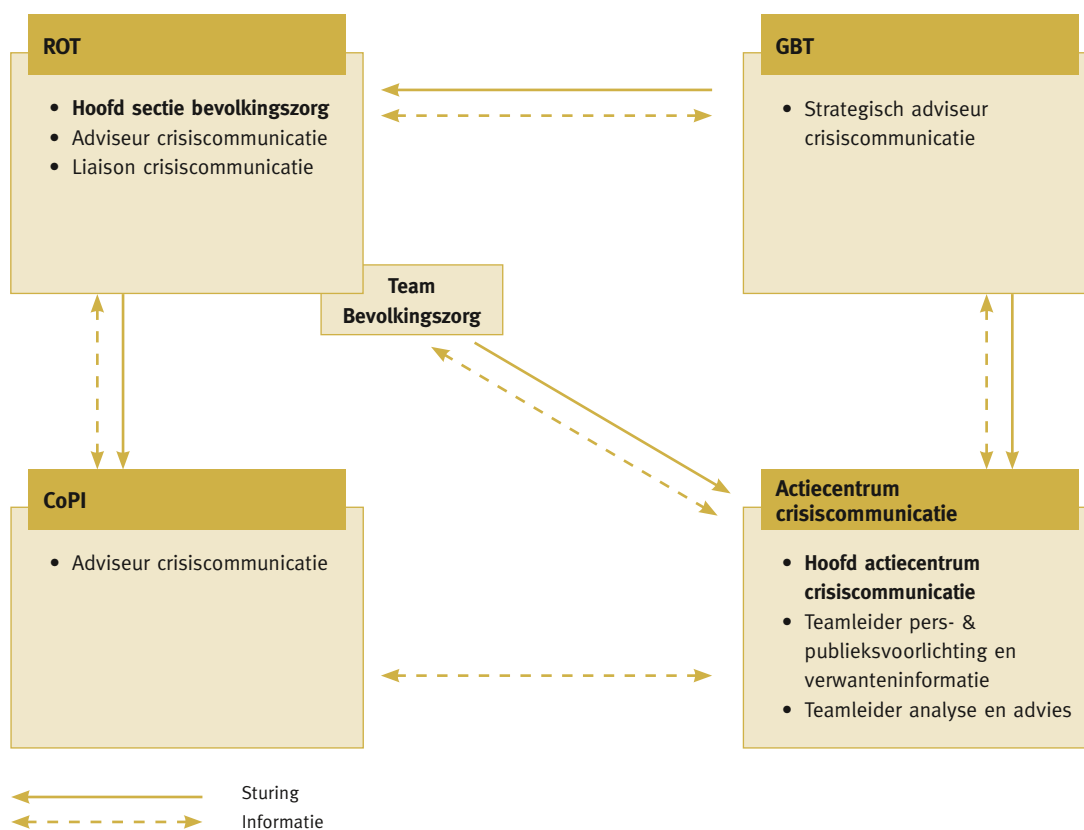 ROT
• Hoofd sectie bevolkingszorg
• Adviseur crisiscommunicatie
• Liaison crisiscommunicatie
GBT
• Strategisch adviseur
crisiscommunicatie
Team
Bevolkingszorg
CoPI
• Adviseur crisiscommunicatie
Actiecentrum
crisiscommunicatie
• Hoofd actiecentrum
crisiscommunicatie
• Teamleider pers- &
publieksvoorlichting en
verwanteninformatie
• Teamleider analyse en advies
Sturing
Informatie